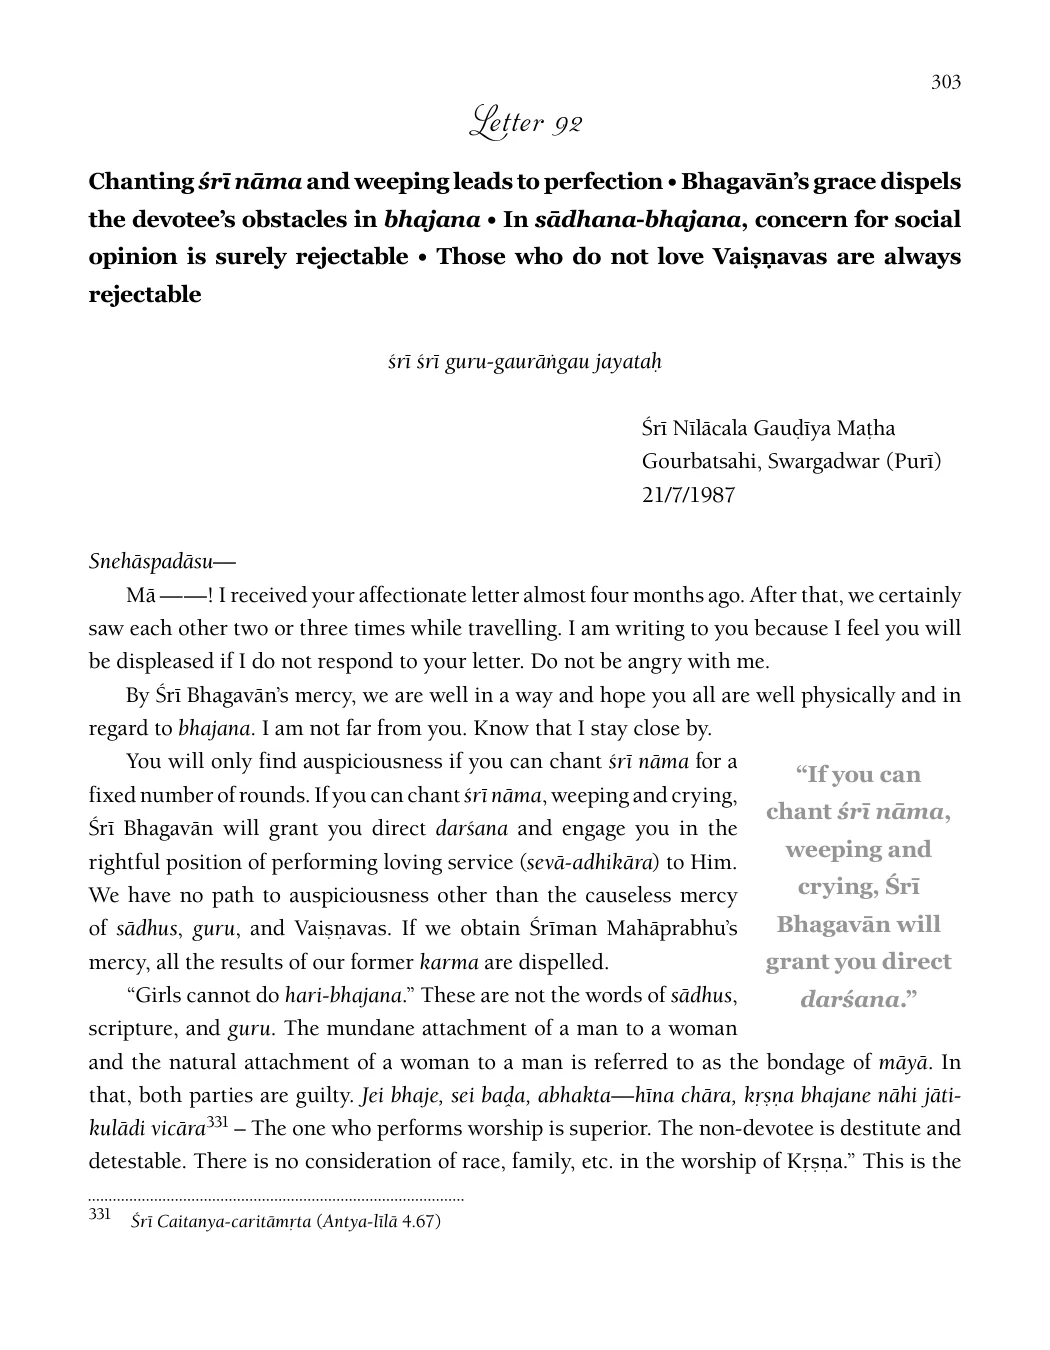 303
Letter 92
Chanting śrī nāma and weeping leads to perfection • Bhagavān’s grace dispels
the devotee’s obstacles in bhajana • In sādhana-bhajana, concern for social
opinion is surely rejectable • Those who do not love Vaiṣṇavas are always
rejectable
śrī śrī guru-gaurāṅgau jayataḥ
Śrī Nīlācala Gauḍīya Maṭha
Gourbatsahi, Swargadwar (Purī)
21/7/1987
Snehāspadāsu—
Mā ——! I received your affectionate letter almost four months ago. After that, we certainly
saw each other two or three times while travelling. I am writing to you because I feel you will
be displeased if I do not respond to your letter. Do not be angry with me.
By Śrī Bhagavān’s mercy, we are well in a way and hope you all are well physically and in
regard to bhajana. I am not far from you. Know that I stay close by.
You will only find auspiciousness if you can chant śrī nāma for a
fixed number of rounds. If you can chant śrī nāma, weeping and crying,
Śrī Bhagavān will grant you direct darśana and engage you in the
rightful position of performing loving service (sevā-adhikāra) to Him.
We have no path to auspiciousness other than the causeless mercy
of sādhus, guru, and Vaiṣṇavas. If we obtain Śrīman Mahāprabhu’s
mercy, all the results of our former karma are dispelled.
“Girls cannot do hari-bhajana.” These are not the words of sādhus,
scripture, and guru. The mundane attachment of a man to a woman
and the natural attachment of a woman to a man is referred to as the bondage of māyā. In
that, both parties are guilty. Jei bhaje, sei baḓa, abhakta—hīna chāra, kṛṣṇa bhajane nāhi jāti-
kulādi vicāra331 – The one who performs worship is superior. The non-devotee is destitute and
detestable. There is no consideration of race, family, etc. in the worship of Kṛṣṇa.” This is the
“If you can
chant śrī nāma,
weeping and
crying, Śrī
Bhagavān will
grant you direct
darśana.”
331 Śrī Caitanya-caritāmṛta (Antya-līlā 4.67)